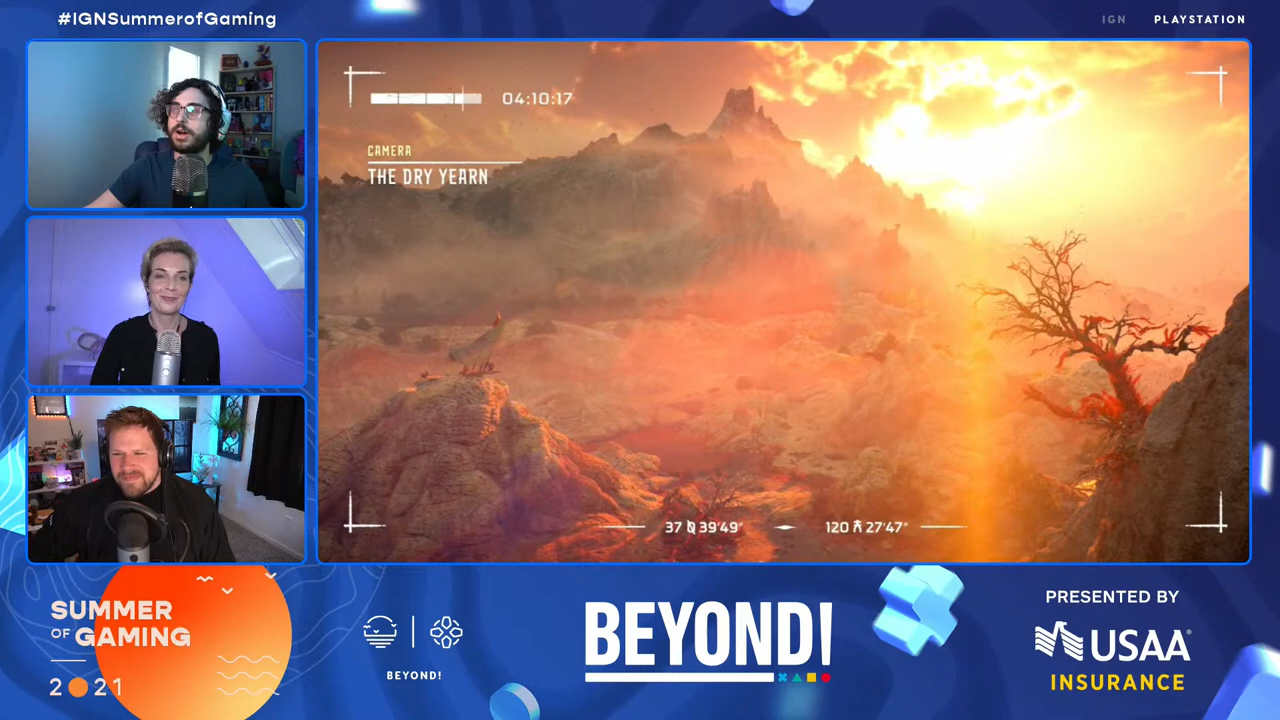 #IGNSummerofGaming
IGN PLAYSTATION
04:10:17
CAMERA
THE DRY YEARN
37 39'49" 120 27'47"
SUMMER
OF GAMING
2021
BEYOND!
BEYOND!
PRESENTED BY
USAA®
INSURANCE